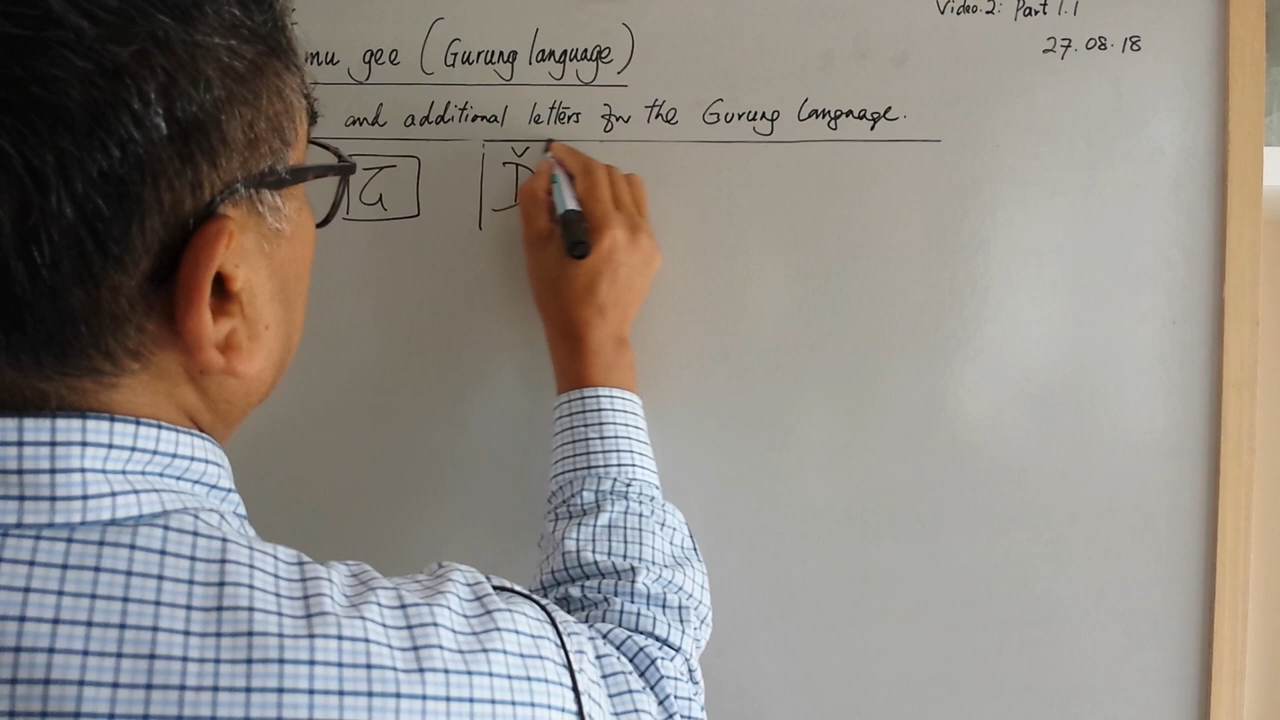 Video.2: Part 1.1
27.08.18
mu gee (Gurung language)
and additional letters for the Gurung Language.